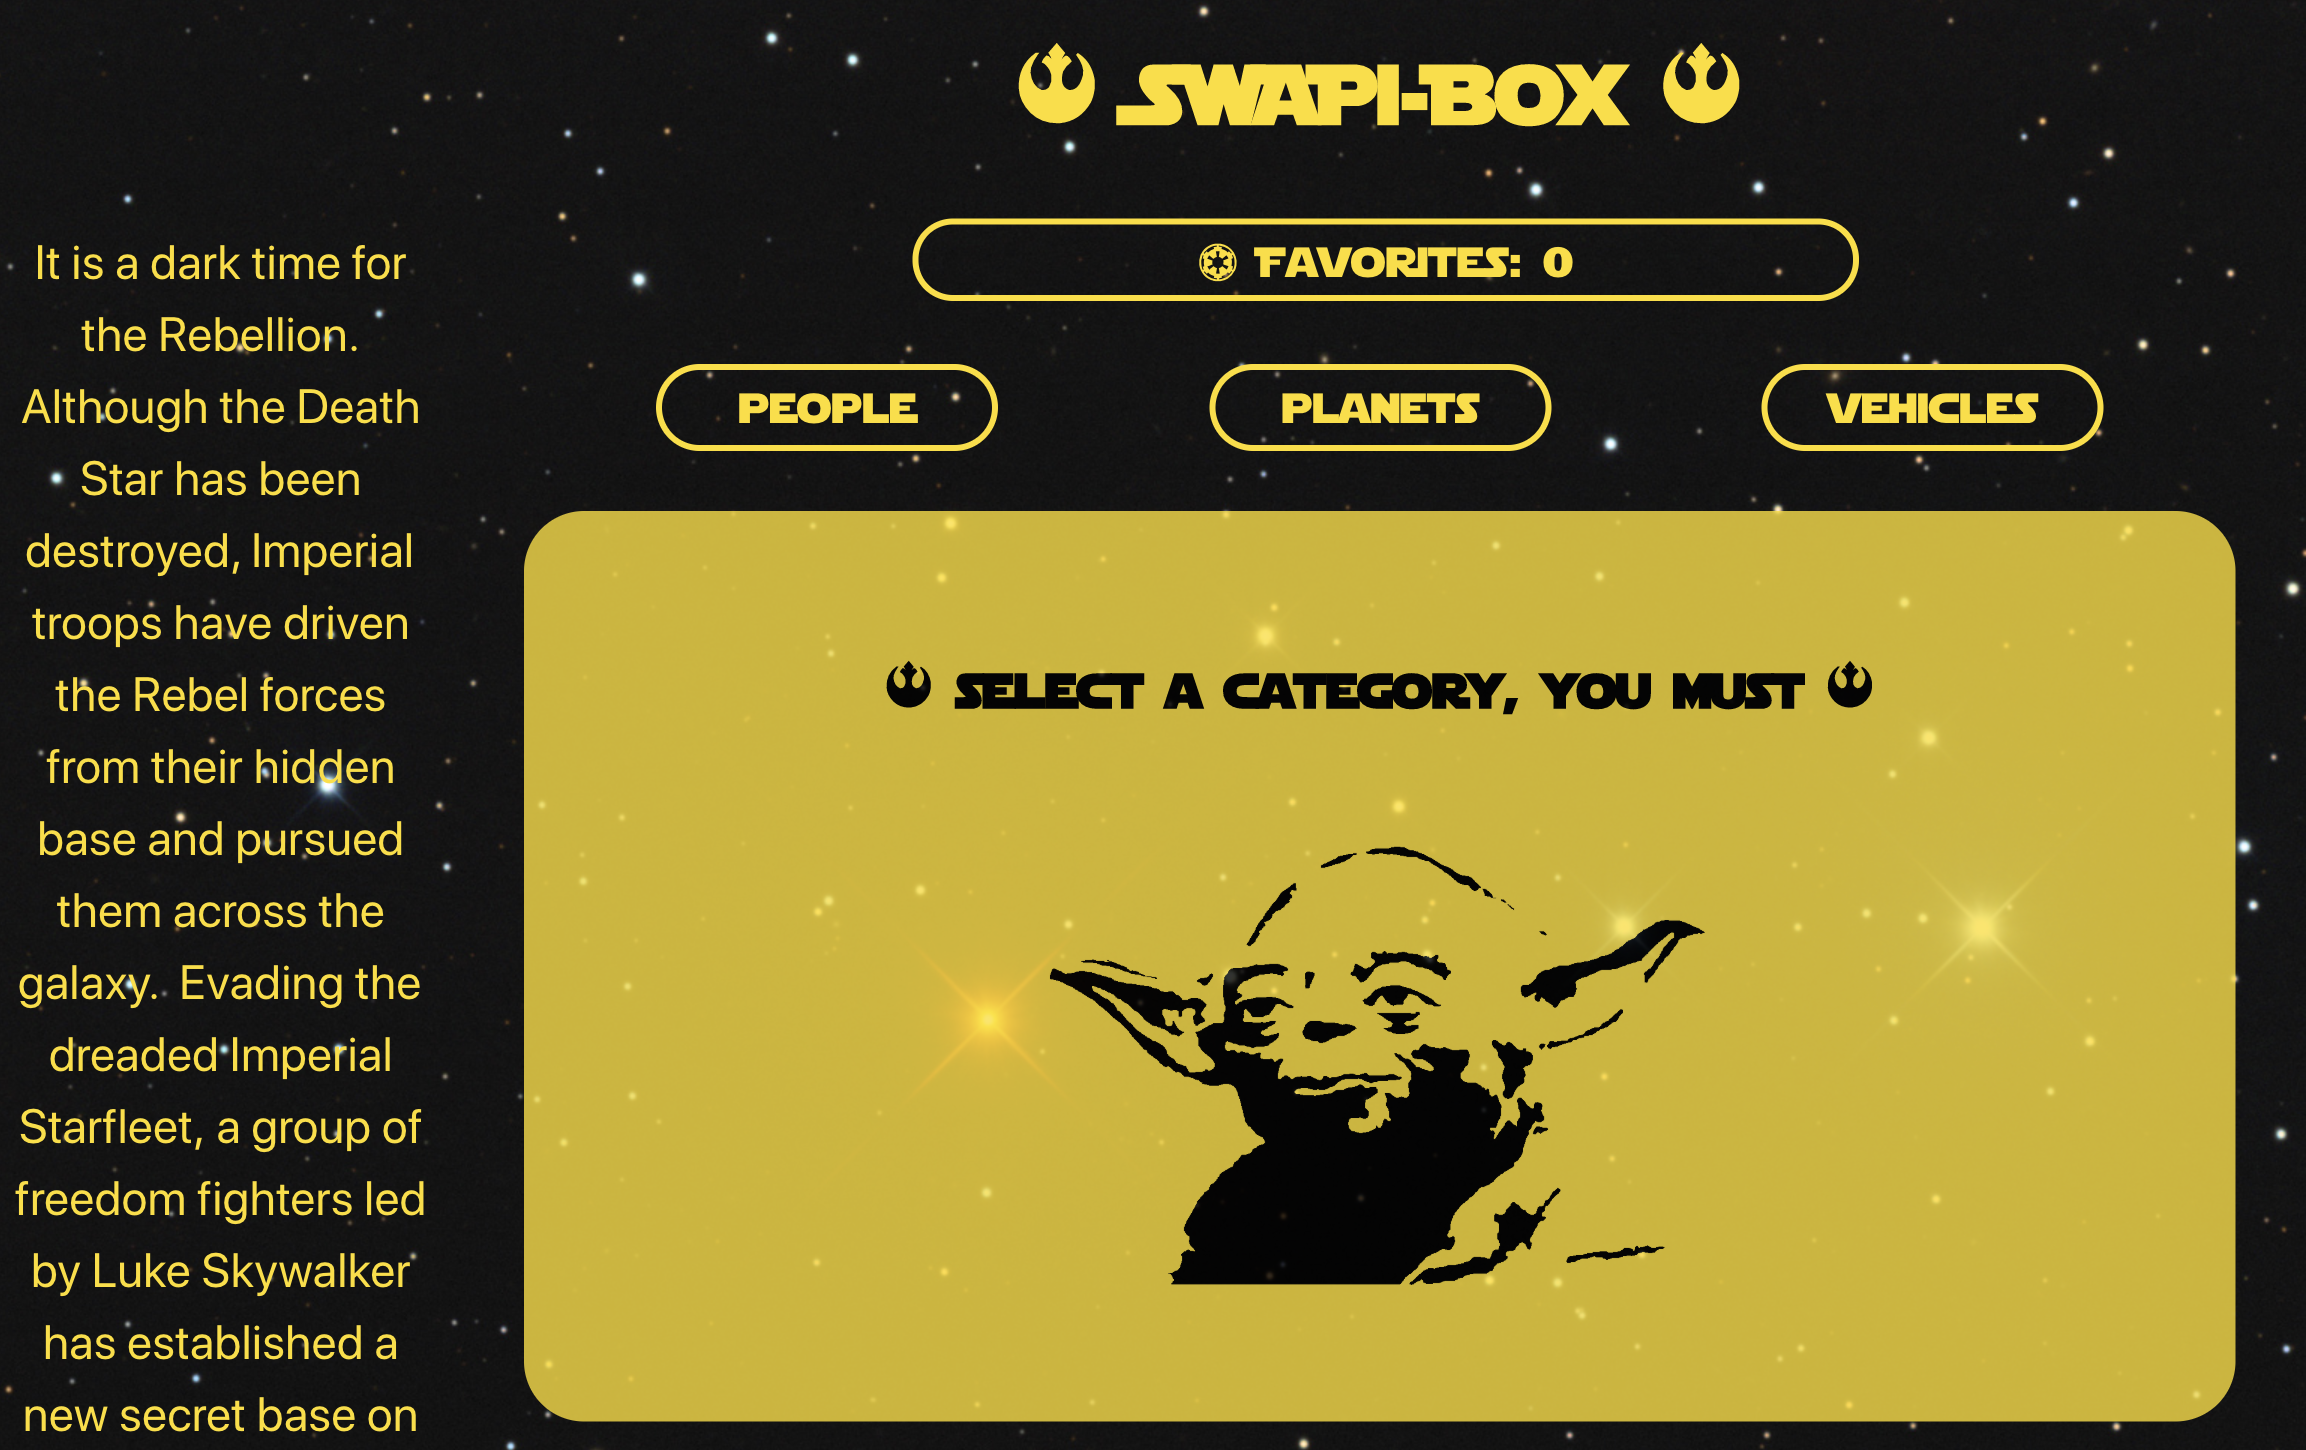 SWAPI-BOX
FAVORITES: 0
PEOPLE
PLANETS
VEHICLES
It is a dark time for
the Rebellion.
Although the Death
Star has been
destroyed, Imperial
troops have driven
the Rebel forces
from their hidden
base and pursued
them across the
galaxy.  Evading the
dreaded Imperial
Starfleet, a group of
freedom fighters led
by Luke Skywalker
has established a
new secret base on
SELECT A CATEGORY, YOU MUST